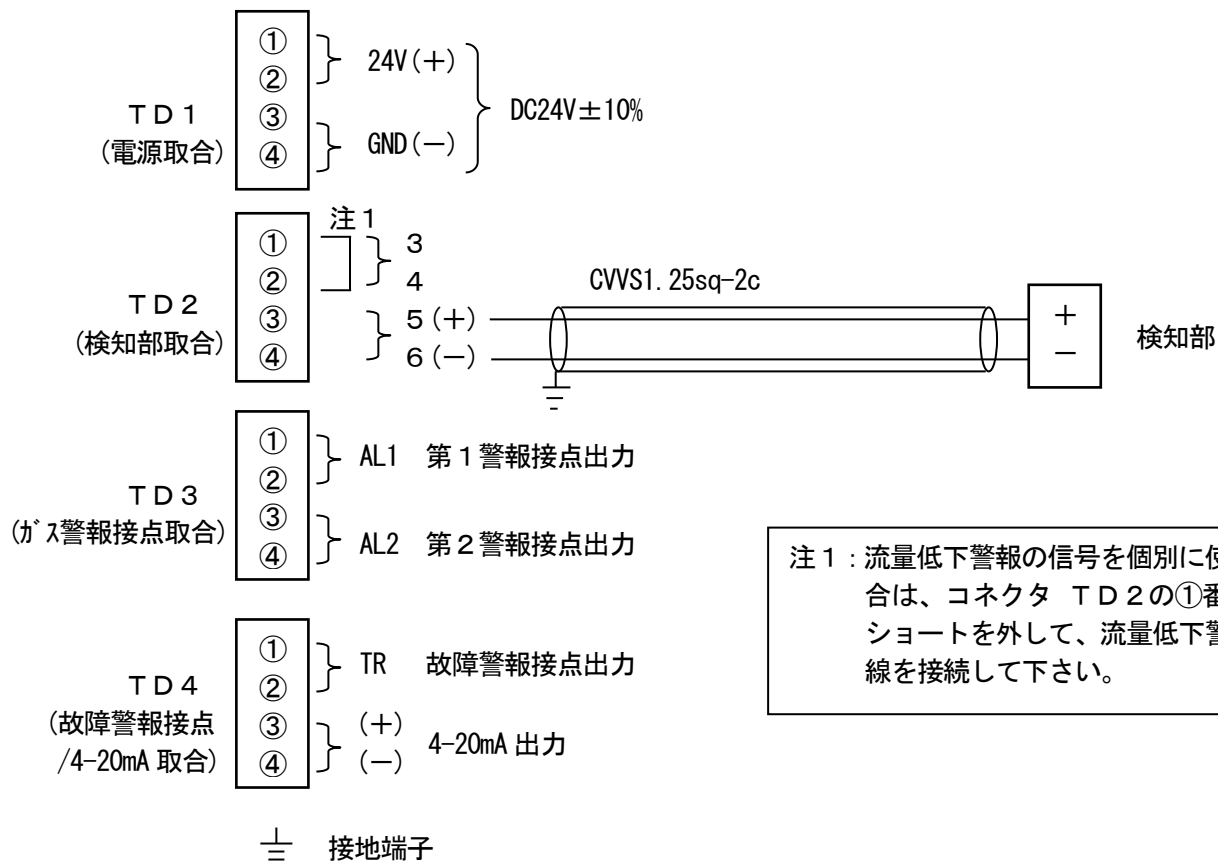 ① 24V(+)
②
TD1 ③ DC24V±10%
(電源取合) ④ GND(-)
注1
① 3
② 4 CVVS1.25sq-2c
TD2 ③ 5(+) + 検知部
(検知部取合) ④ 6(-) -
① AL1 第1警報接点出力
②
TD3
(ガス警報接点取合) ③ AL2 第2警報接点出力
④
注1:流量低下警報の信号を個別に使
合は、コネクタ TD2の①番
ショートを外して、流量低下警
線を接続して下さい。
① TR 故障警報接点出力
②
TD4
(故障警報接点 ③ (+) 4-20mA 出力
/4-20mA 取合) ④ (-)
接地端子